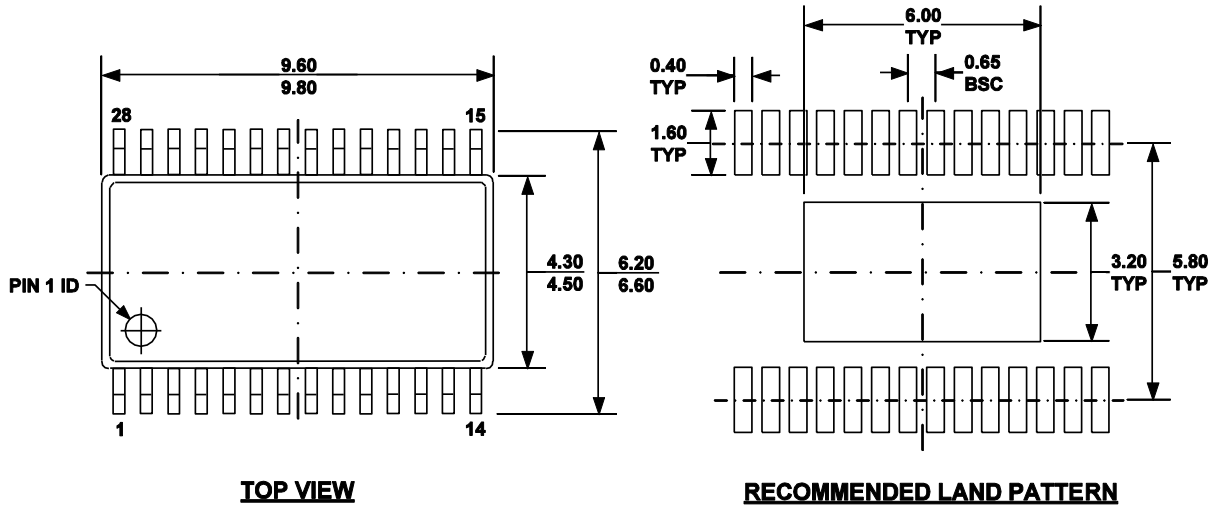 9.60
9.80
28
15
4.30
4.50
6.20
6.60
PIN 1 ID
1
14
TOP VIEW
6.00
TYP
0.40
TYP
0.65
BSC
1.60
TYP
3.20
TYP
5.80
TYP
RECOMMENDED LAND PATTERN